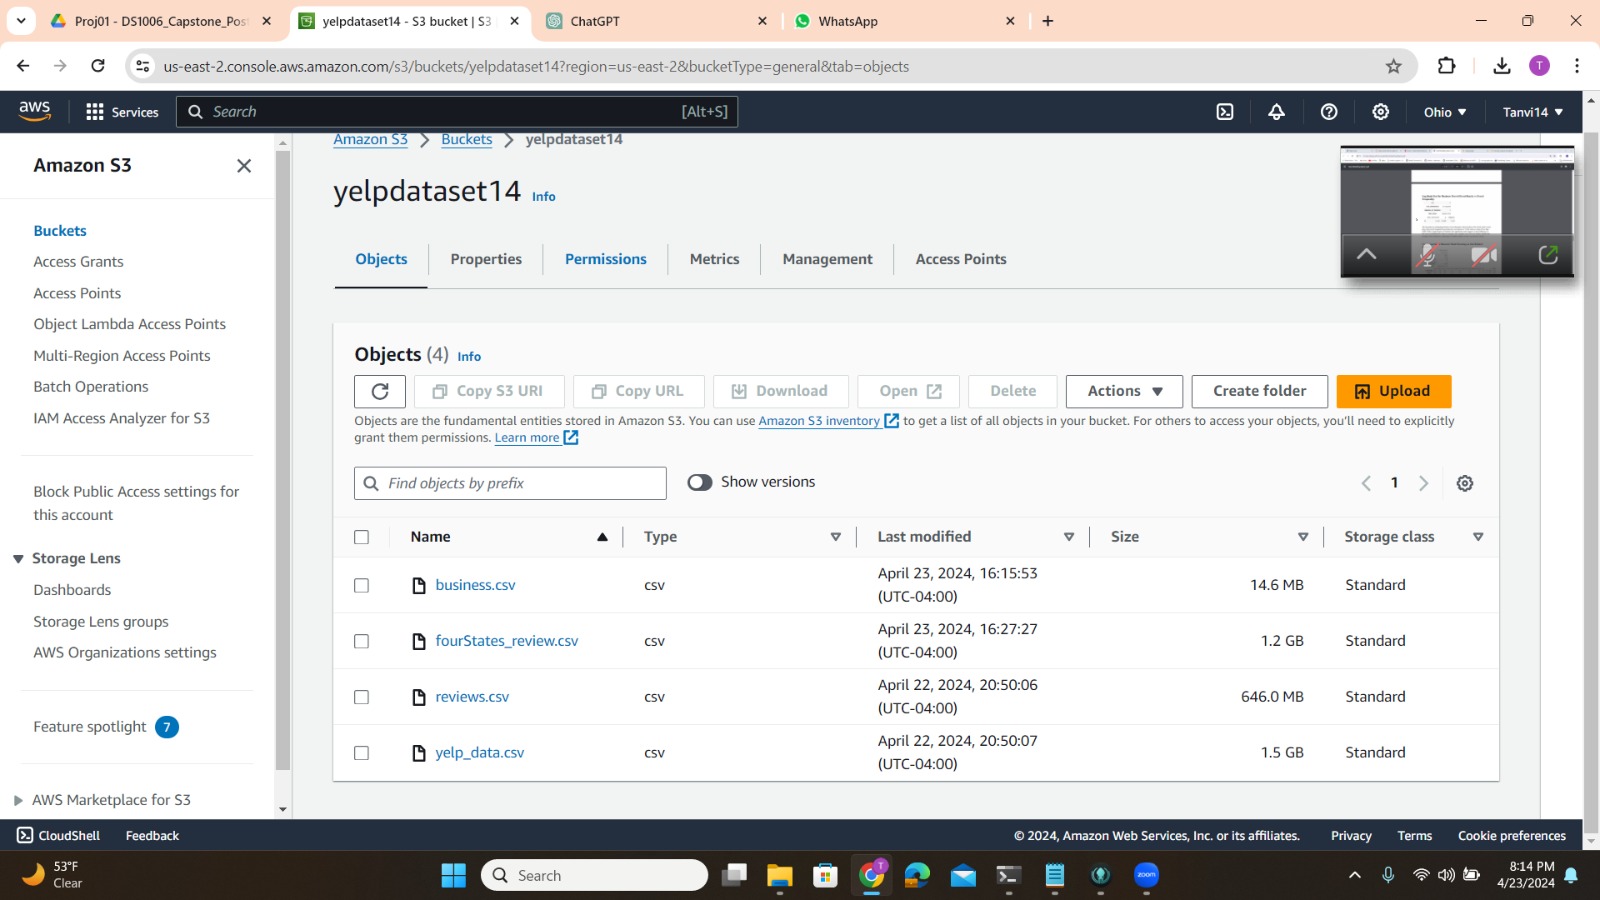 Proj01 - DS1006_Capstone_Post
yelpdataset14 - S3 bucket | S3
ChatGPT
WhatsApp
us-east-2.console.aws.amazon.com/s3/buckets/yelpdataset14?region=us-east-2&bucketType=general&tab=objects
T
aws
Services
Search
[Alt+S]
Ohio
Tanvi14
Amazon S3
Buckets
Access Grants
Access Points
Object Lambda Access Points
Multi-Region Access Points
Batch Operations
IAM Access Analyzer for S3
Block Public Access settings for
this account
Storage Lens
Dashboards
Storage Lens groups
AWS Organizations settings
Feature spotlight 7
AWS Marketplace for S3
Amazon S3 > Buckets > yelpdataset14
yelpdataset14 Info
Objects
Properties
Permissions
Metrics
Management
Access Points
Objects (4) Info
Copy S3 URI
Copy URL
Download
Open
Delete
Actions
Create folder
Upload
Objects are the fundamental entities stored in Amazon S3. You can use Amazon S3 inventory to get a list of all objects in your bucket. For others to access your objects, you'll need to explicitly
grant them permissions. Learn more
Find objects by prefix
Show versions
1
Name Type Last modified Size Storage class
business.csv csv April 23, 2024, 16:15:53 (UTC-04:00) 14.6 MB Standard
fourStates_review.csv csv April 23, 2024, 16:27:27 (UTC-04:00) 1.2 GB Standard
reviews.csv csv April 22, 2024, 20:50:06 (UTC-04:00) 646.0 MB Standard
yelp_data.csv csv April 22, 2024, 20:50:07 (UTC-04:00) 1.5 GB Standard
CloudShell
Feedback
© 2024, Amazon Web Services, Inc. or its affiliates.
Privacy
Terms
Cookie preferences
53°F
Clear
Search
T
zoom
8:14 PM
4/23/2024